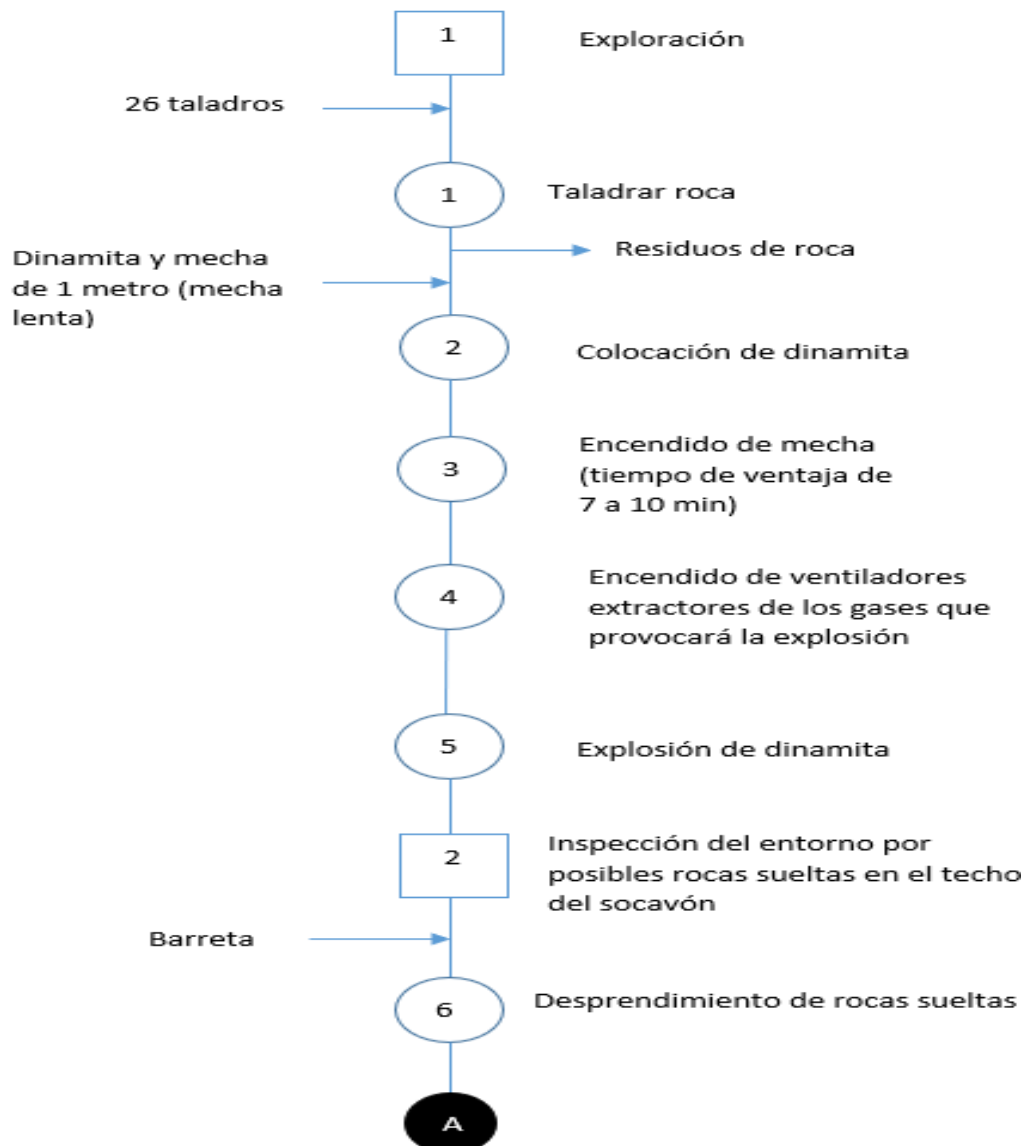 1
Exploración
26 taladros
1
Taladrar roca
Residuos de roca
Dinamita y mecha
de 1 metro (mecha
lenta)
2
Colocación de dinamita
3
Encendido de mecha
(tiempo de ventaja de
7 a 10 min)
4
Encendido de ventiladores
extractores de los gases que
provocará la explosión
5
Explosión de dinamita
2
Inspección del entorno por
posibles rocas sueltas en el techo
del socavón
Barreta
6
Desprendimiento de rocas sueltas
A